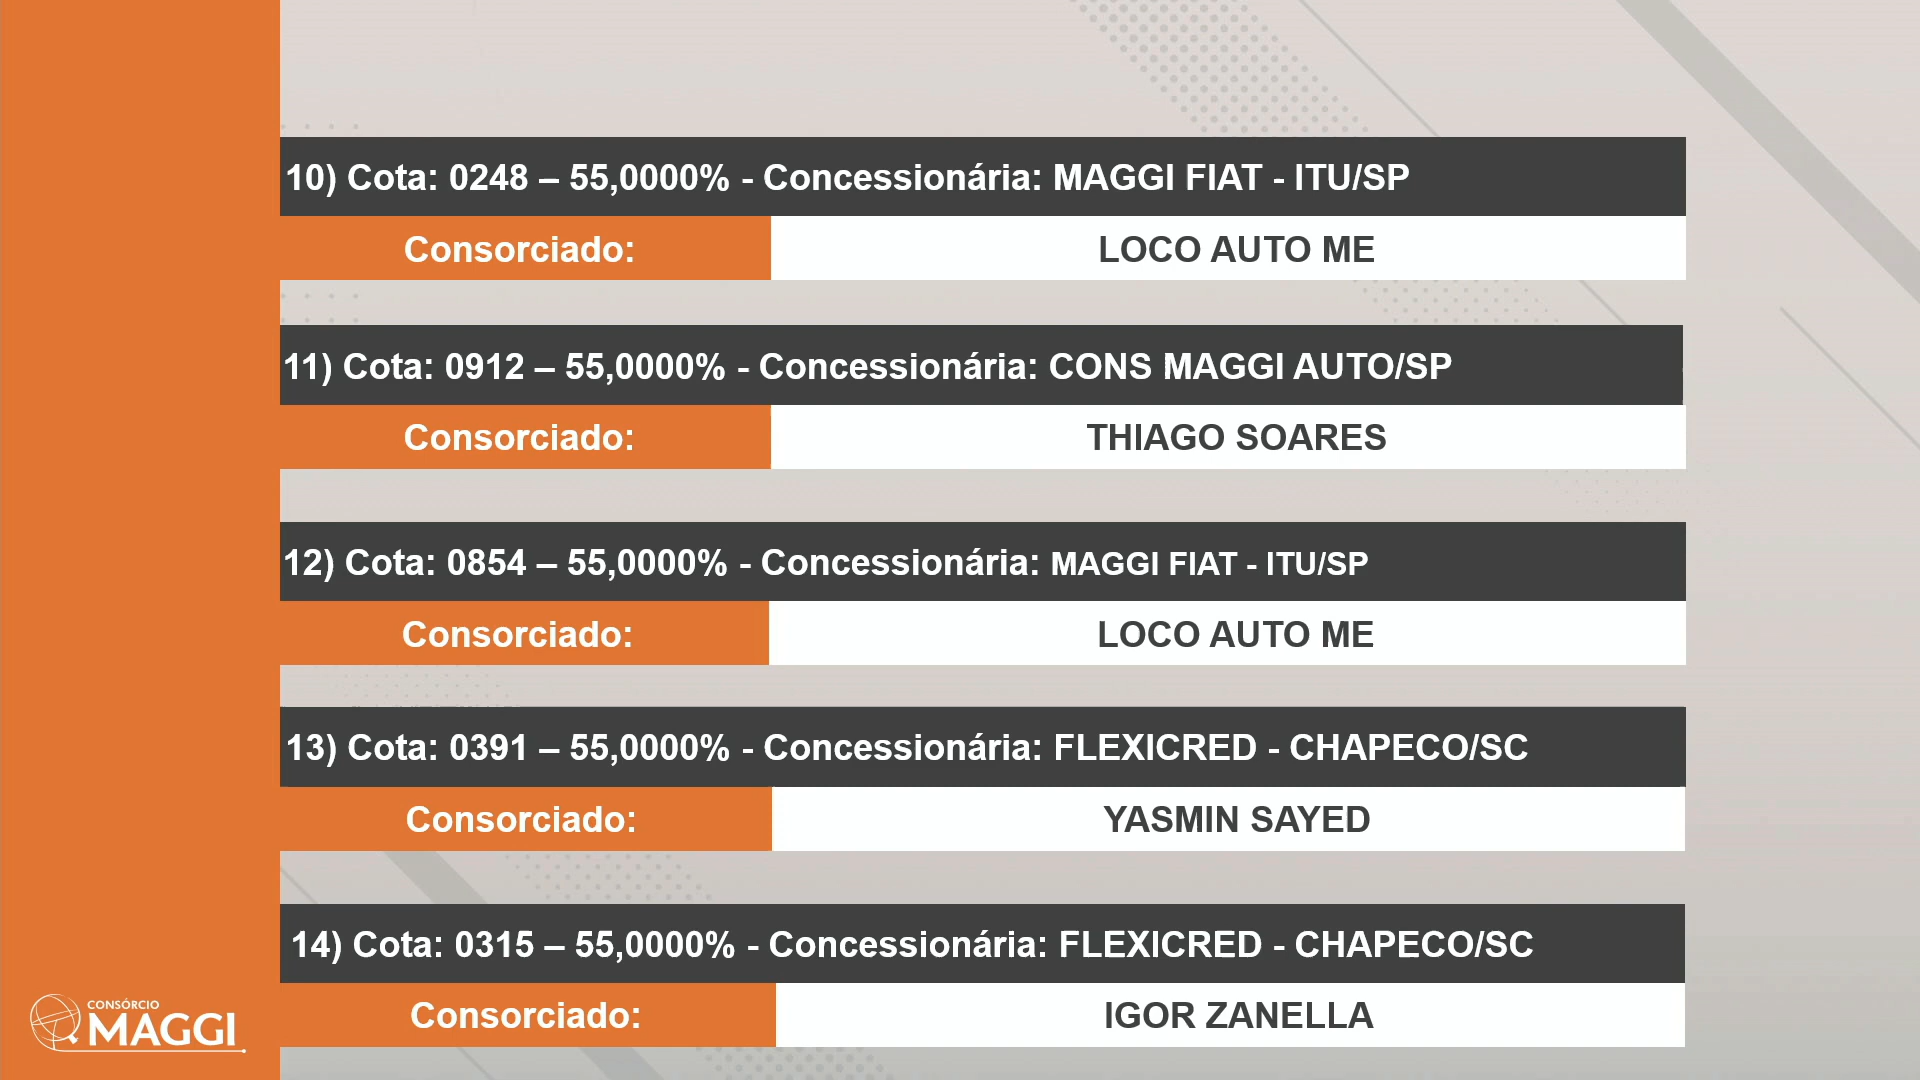 10) Cota: 0248 – 55,0000% - Concessionária: MAGGI FIAT - ITU/SP
Consorciado: LOCO AUTO ME
11) Cota: 0912 – 55,0000% - Concessionária: CONS MAGGI AUTO/SP
Consorciado: THIAGO SOARES
12) Cota: 0854 – 55,0000% - Concessionária: MAGGI FIAT - ITU/SP
Consorciado: LOCO AUTO ME
13) Cota: 0391 – 55,0000% - Concessionária: FLEXICRED - CHAPECO/SC
Consorciado: YASMIN SAYED
14) Cota: 0315 – 55,0000% - Concessionária: FLEXICRED - CHAPECO/SC
Consorciado: IGOR ZANELLA
CONSÓRCIO
MAGGI